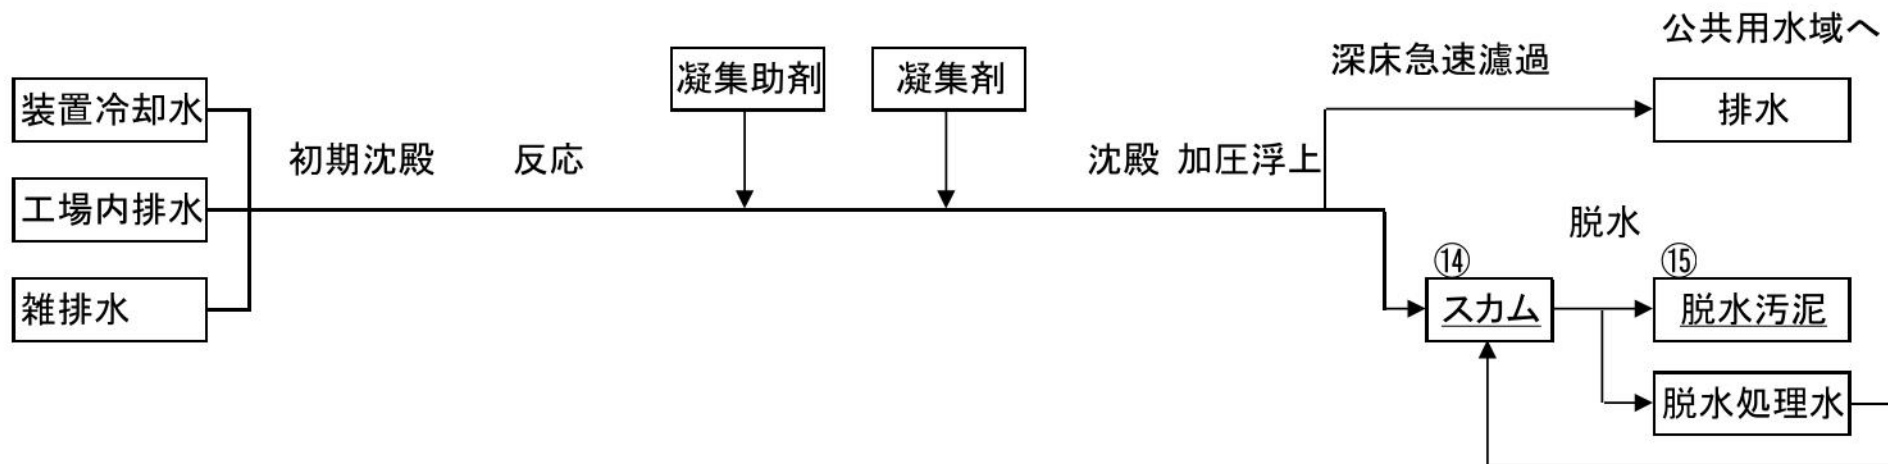 公共用水域へ
凝集助剤
凝集剤
深床急速濾過
装置冷却水
排水
初期沈殿
反応
沈殿 加圧浮上
工場内排水
脱水
⑭
⑮
雑排水
スカム
脱水汚泥
脱水処理水